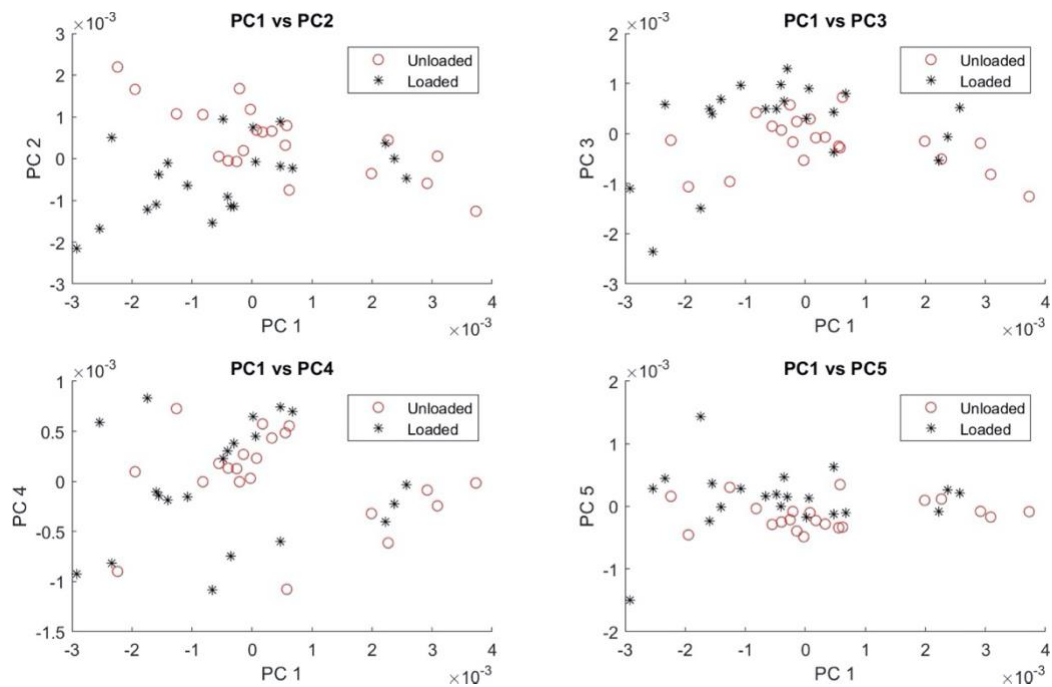 PC1 vs PC2
×10⁻³
3
2
1
0
-1
-2
-3
PC 2
-3 -2 -1 0 1 2 3 4
PC 1
×10⁻³
Unloaded
Loaded
PC1 vs PC3
×10⁻³
2
1
0
-1
-2
-3
PC 3
-3 -2 -1 0 1 2 3 4
PC 1
×10⁻³
Unloaded
Loaded
PC1 vs PC4
×10⁻³
1
0.5
0
-0.5
-1
-1.5
PC 4
-3 -2 -1 0 1 2 3 4
PC 1
×10⁻³
Unloaded
Loaded
PC1 vs PC5
×10⁻³
2
1
0
-1
-2
PC 5
-3 -2 -1 0 1 2 3 4
PC 1
×10⁻³
Unloaded
Loaded